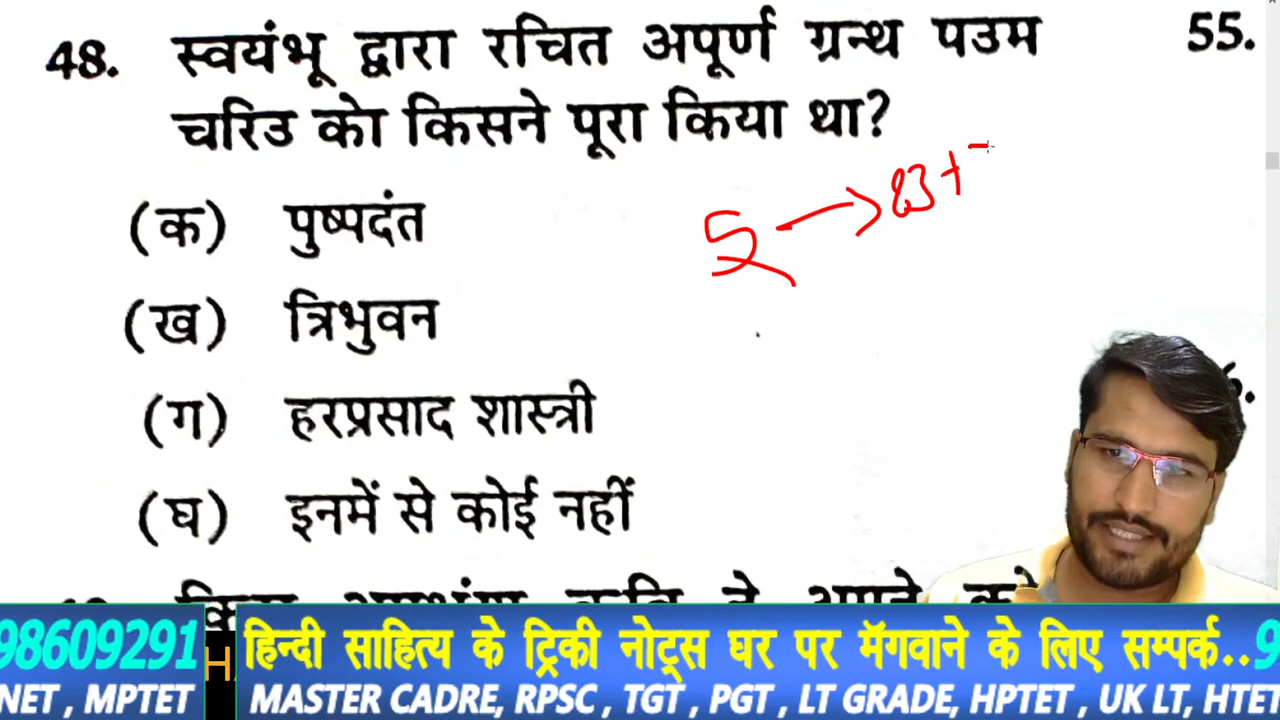 48. स्वयंभू द्वारा रचित अपूर्ण ग्रन्थ पउम
चरिउ को किसने पूरा किया था?
(क) पुष्पदंत
(ख) त्रिभुवन
(ग) हरप्रसाद शास्त्री
(घ) इनमें से कोई नहीं
55.
5 → 83+
98609291 हिन्दी साहित्य के ट्रिकी नोट्स घर पर मॅगवाने के लिए सम्पर्क..9
NET , MPTET MASTER CADRE, RPSC , TGT , PGT , LT GRADE, HPTET , UK LT, HTET